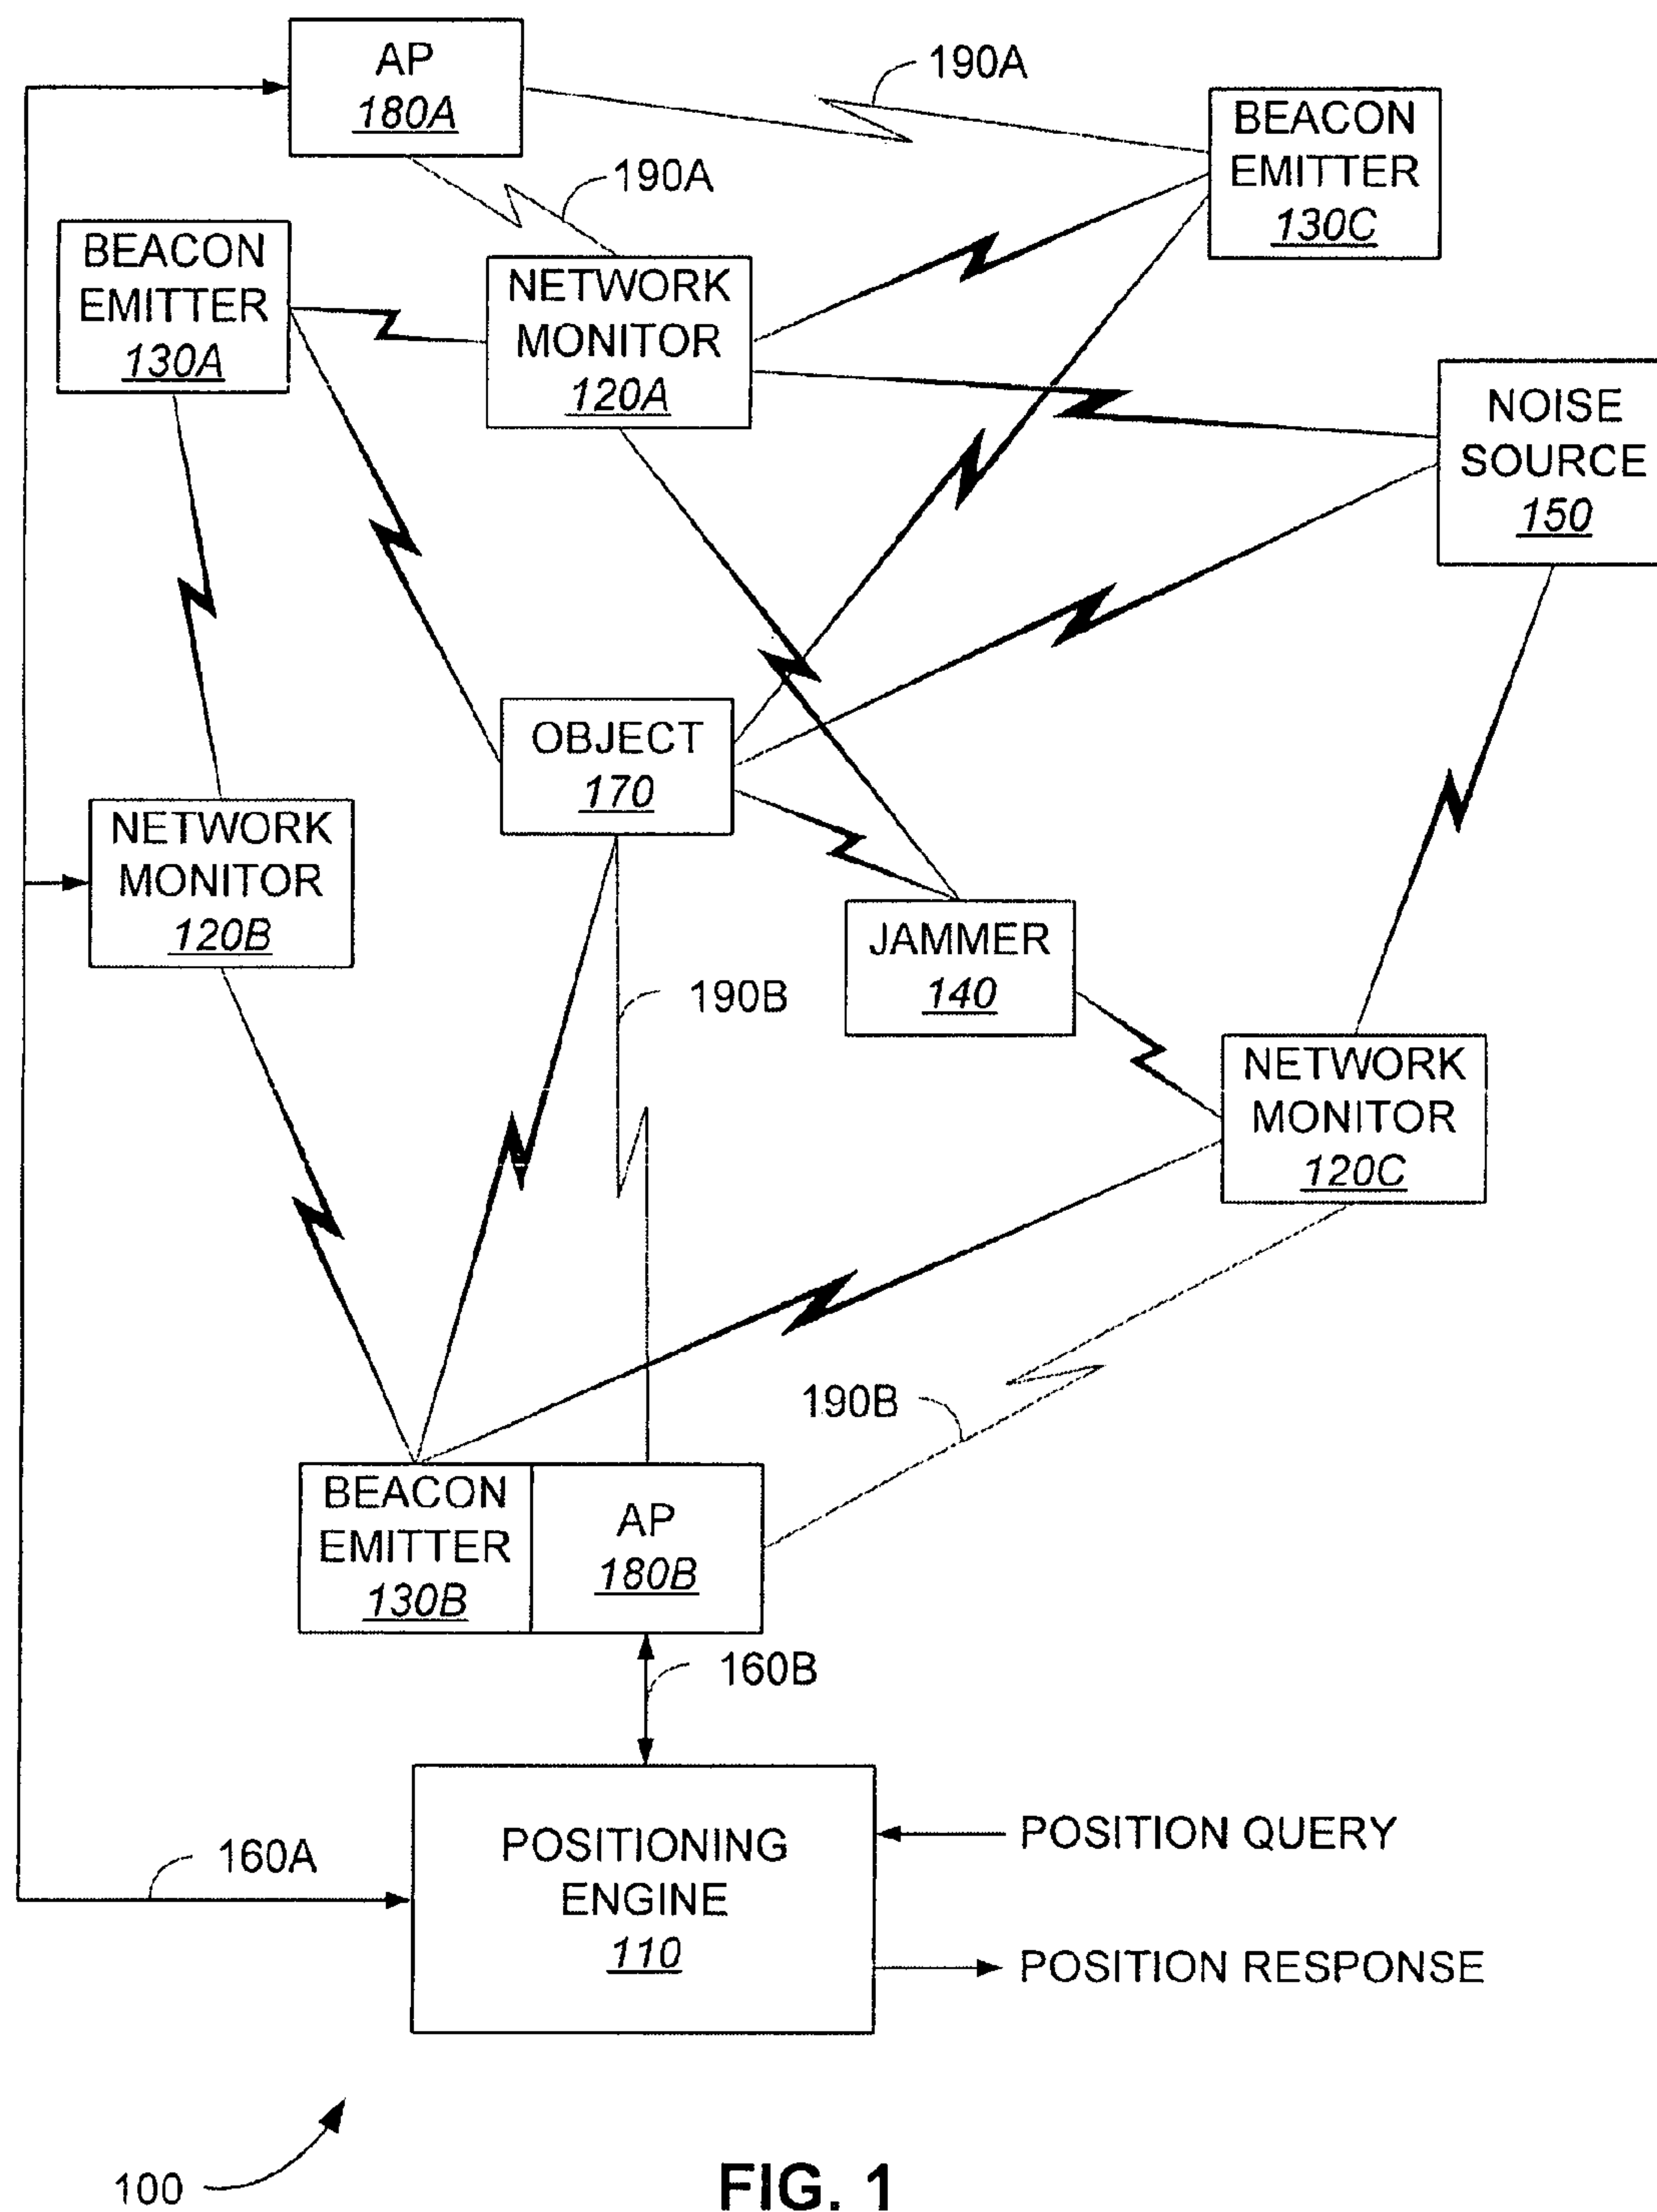 AP
180A
190A
BEACON
EMITTER
130C
190A
BEACON
EMITTER
130A
NETWORK
MONITOR
120A
NOISE
SOURCE
150
OBJECT
170
NETWORK
MONITOR
120B
JAMMER
140
190B
NETWORK
MONITOR
120C
190B
BEACON
EMITTER
130B
AP
180B
160B
POSITIONING
ENGINE
110
POSITION QUERY
160A
POSITION RESPONSE
100
FIG. 1